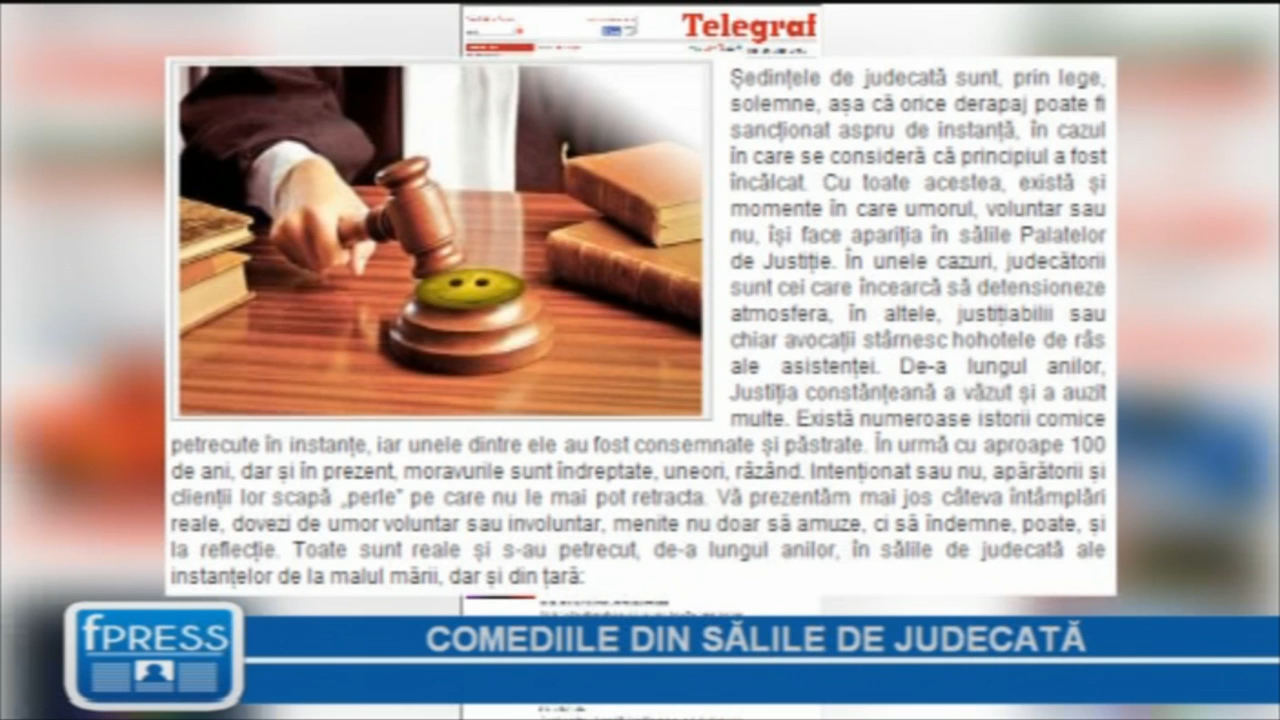 Telegraf
Ședințele de judecată sunt, prin lege,
solemne, așa că orice derapaj poate fi
sancționat aspru de instanță, în cazul
în care se consideră că principiul a fost
încălcat. Cu toate acestea, există și
momente în care umorul, voluntar sau
nu, își face apariția în sălile Palatelor
de Justiție. În unele cazuri, judecătorii
sunt cei care încearcă să detensioneze
atmosfera, în altele, justițiabilii sau
chiar avocații stârnesc hohotele de râs
ale asistenței. De-a lungul anilor,
Justiția constănțeană a văzut și a auzit
multe. Există numeroase istorii comice
petrecute în instanțe, iar unele dintre ele au fost consemnate și păstrate. În urmă cu aproape 100
de ani, dar și în prezent, moravurile sunt îndreptate, uneori, râzând. Intenționat sau nu, apărătorii și
clienții lor scapă „perle” pe care nu le mai pot retracta. Vă prezentăm mai jos câteva întâmplări
reale, dovezi de umor voluntar sau involuntar, menite nu doar să amuze, ci să îndemne, poate, și
la reflecție. Toate sunt reale și s-au petrecut, de-a lungul anilor, în sălile de judecată ale
instanțelor de la malul mării, dar și din țară:
fPRESS
COMEDIILE DIN SĂLILE DE JUDECATĂ